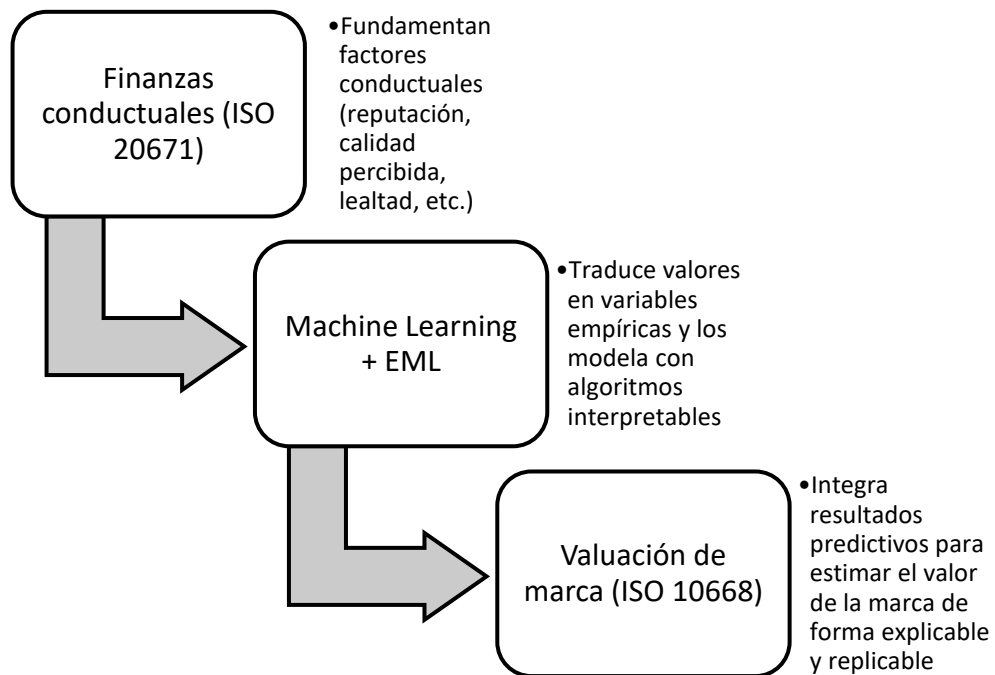 Finanzas
conductuales (ISO
20671)
•Fundamentan
factores
conductuales
(reputación,
calidad
percibida,
lealtad, etc.)
Machine Learning
+ EML
•Traduce valores
en variables
empíricas y los
modela con
algoritmos
interpretables
Valuación de
marca (ISO 10668)
•Integra
resultados
predictivos para
estimar el valor
de la marca de
forma explicable
y replicable